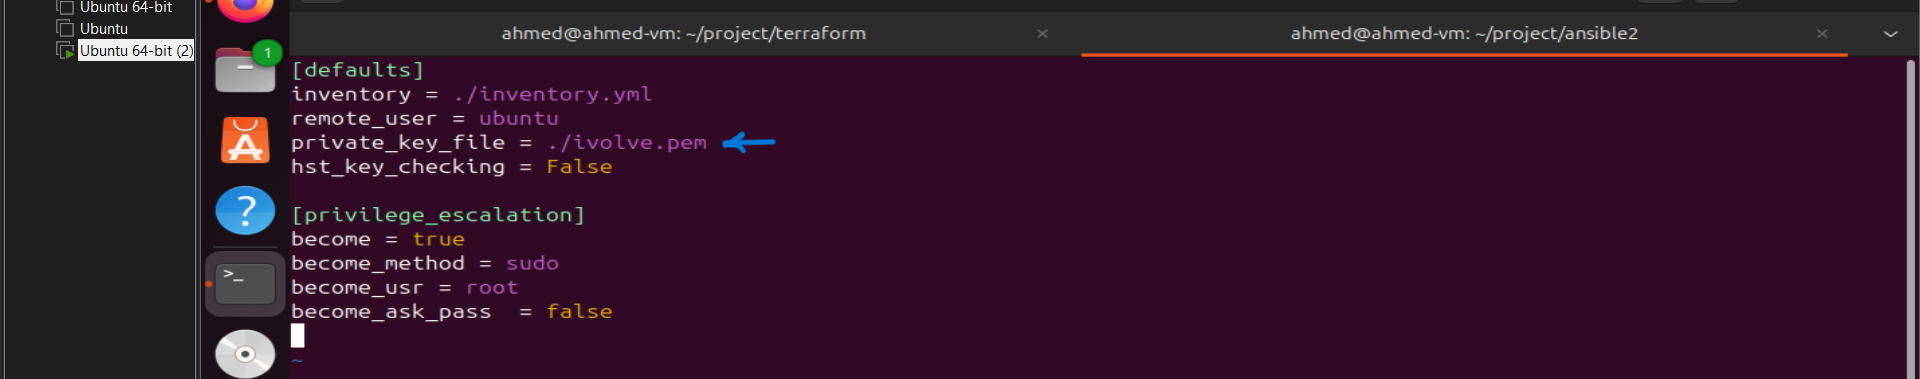 Ubuntu 64-bit
Ubuntu
Ubuntu 64-bit (2)
1
ahmed@ahmed-vm: ~/project/terraform
ahmed@ahmed-vm: ~/project/ansible2
[defaults]
inventory = ./inventory.yml
remote_user = ubuntu
private_key_file = ./ivolve.pem
hst_key_checking = False
[privilege_escalation]
become = true
become_method = sudo
become_usr = root
become_ask_pass  = false
~